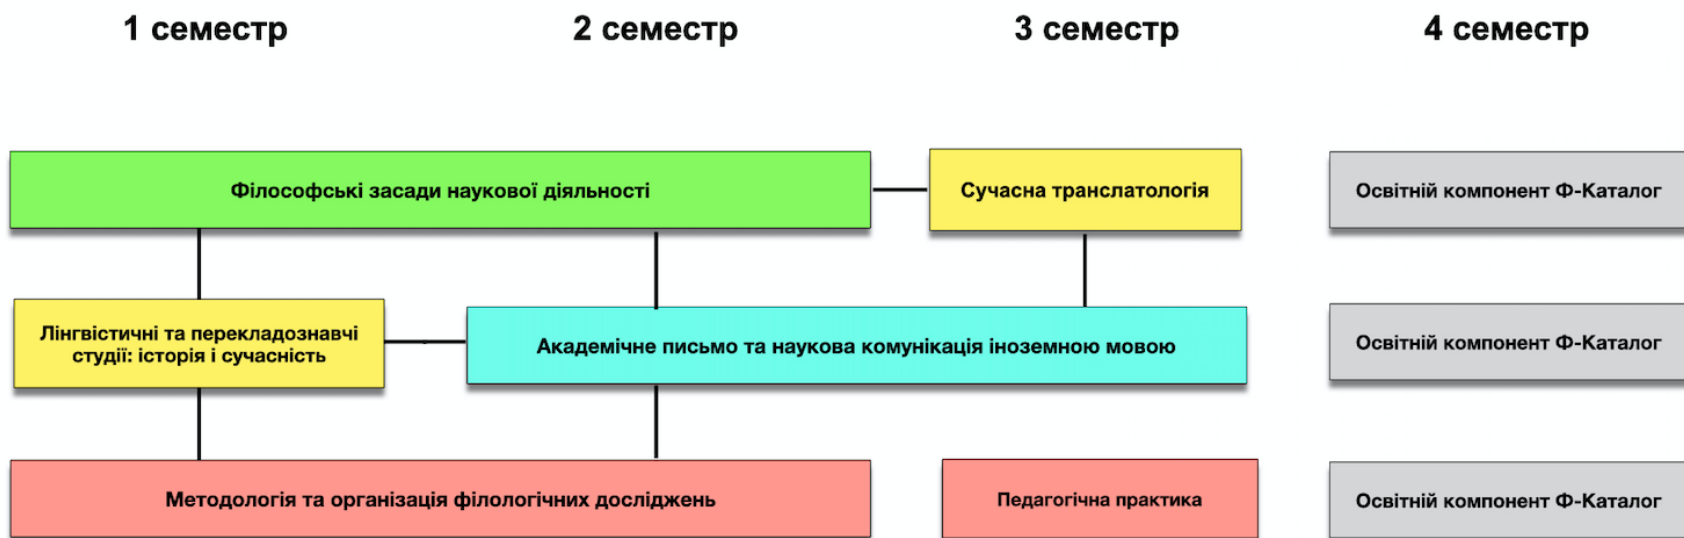 1 семестр
2 семестр
3 семестр
4 семестр
Філософські засади наукової діяльності
Сучасна транслатологія
Освітній компонент Ф-Каталог
Лінгвістичні та перекладознавчі
студії: історія і сучасність
Академічне письмо та наукова комунікація іноземною мовою
Освітній компонент Ф-Каталог
Методологія та організація філологічних досліджень
Педагогічна практика
Освітній компонент Ф-Каталог